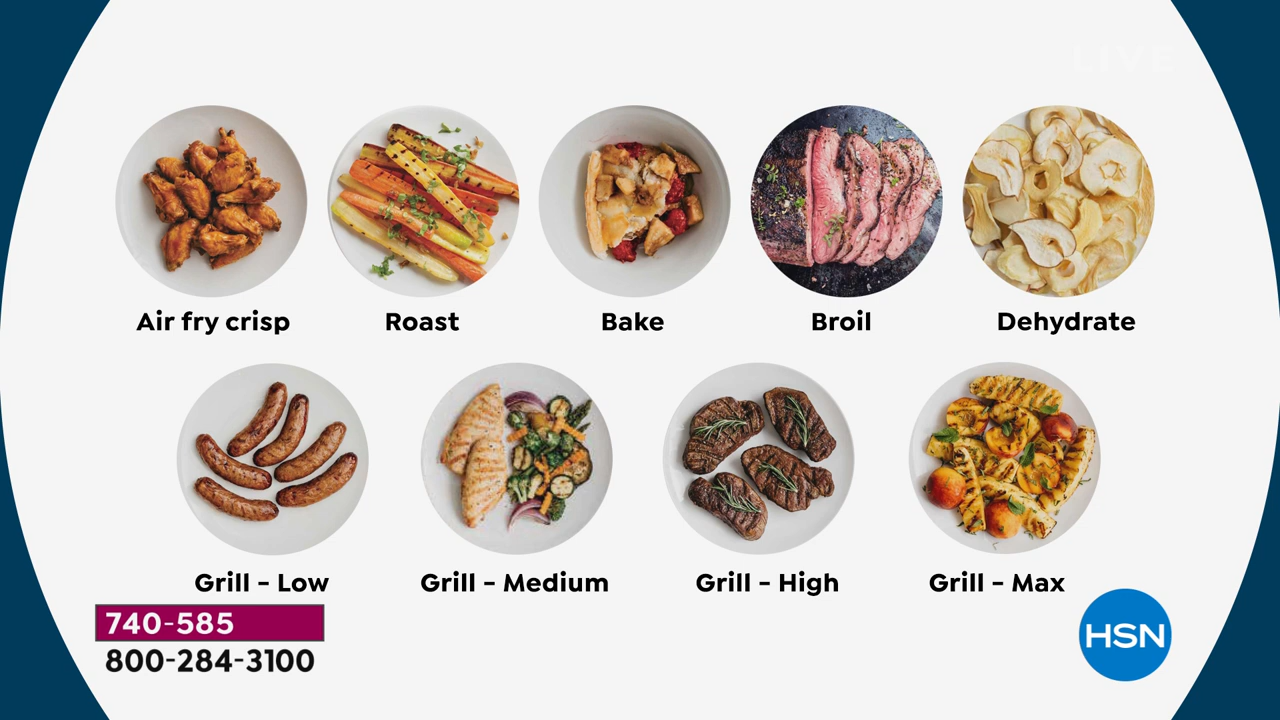 LIVE
Air fry crisp
Roast
Bake
Broil
Dehydrate
Grill - Low
Grill - Medium
Grill - High
Grill - Max
740-585
800-284-3100
HSN